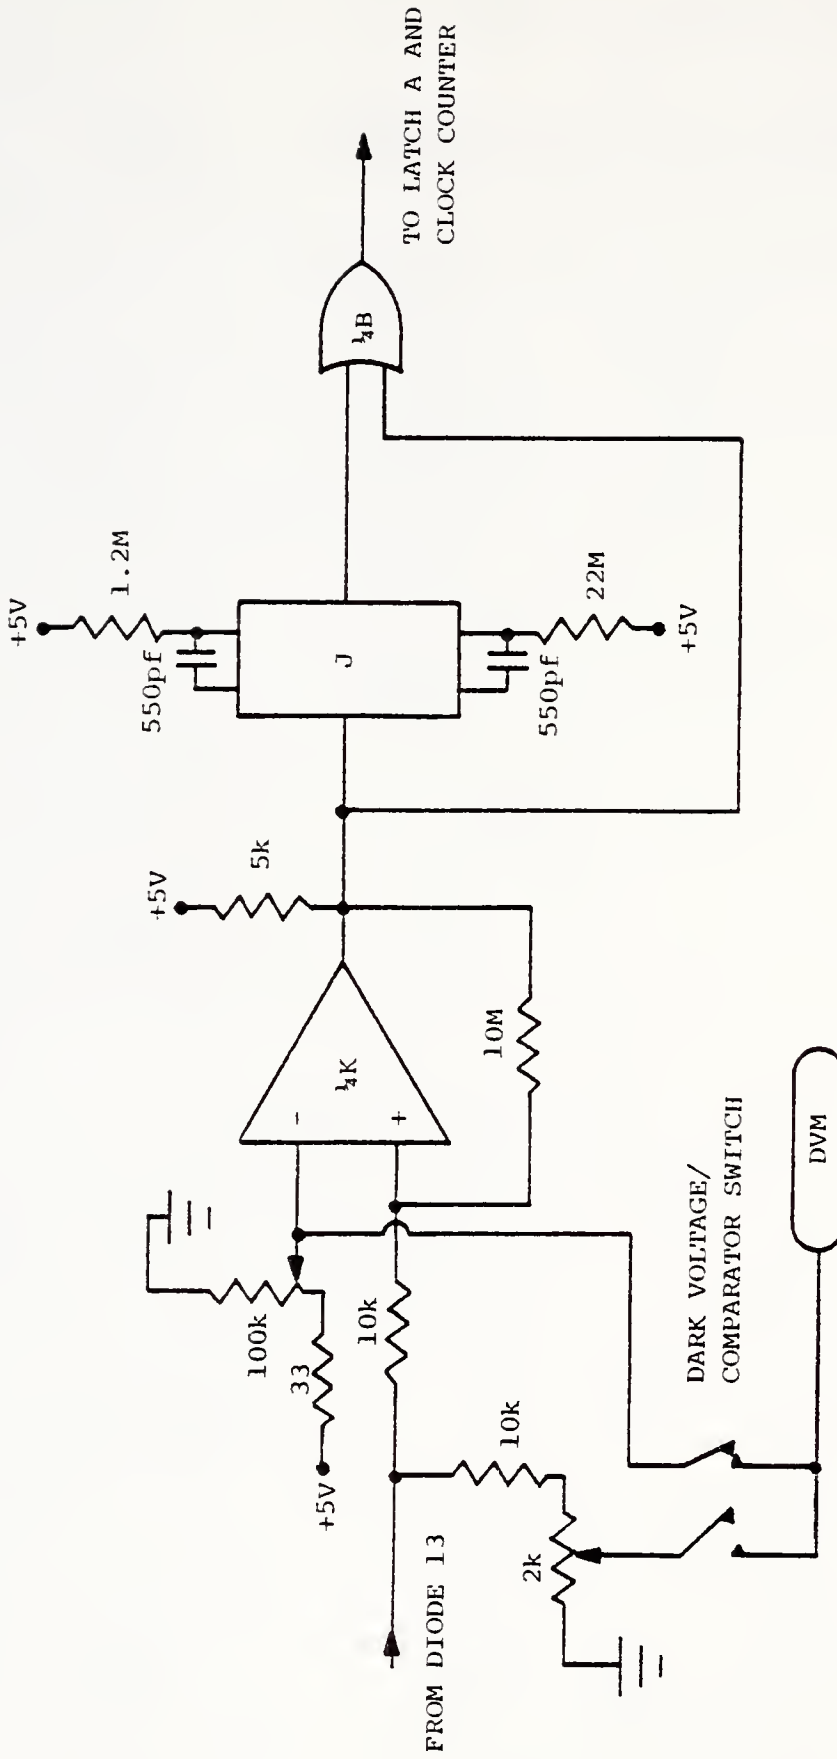 FROM DIODE 13
+5V
33
100k
10k
10k
2k
DARK VOLTAGE/
COMPARATOR SWITCH
DVM
-
+
¼K
10M
+5V
5k
550pf
+5V
1.2M
J
550pf
22M
+5V
¼B
TO LATCH A AND
CLOCK COUNTER